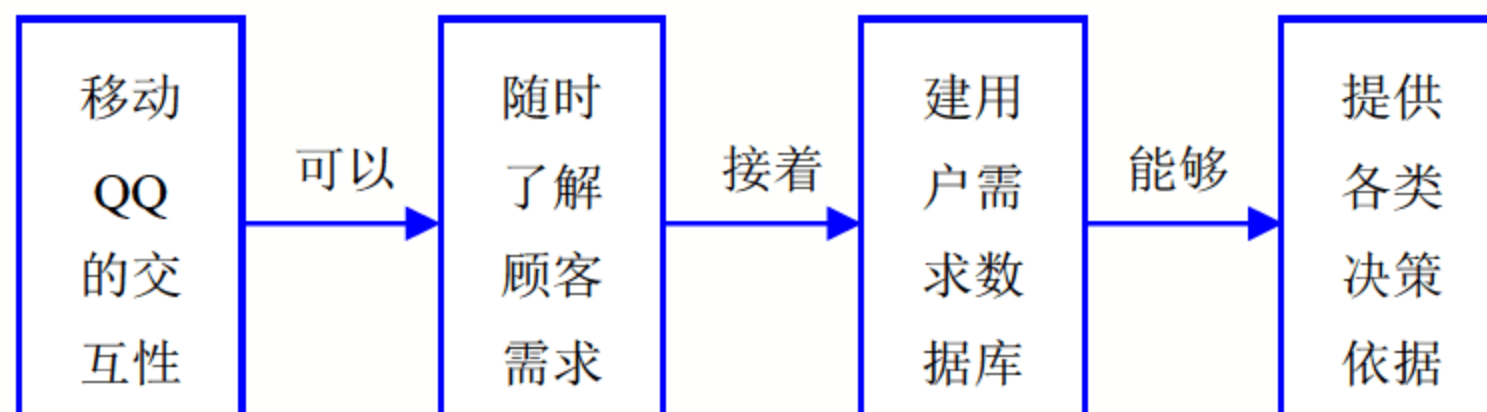 移动
QQ
的交
互性
可以
随时
了解
顾客
需求
接着
建用
户需
求数
据库
能够
提供
各类
决策
依据